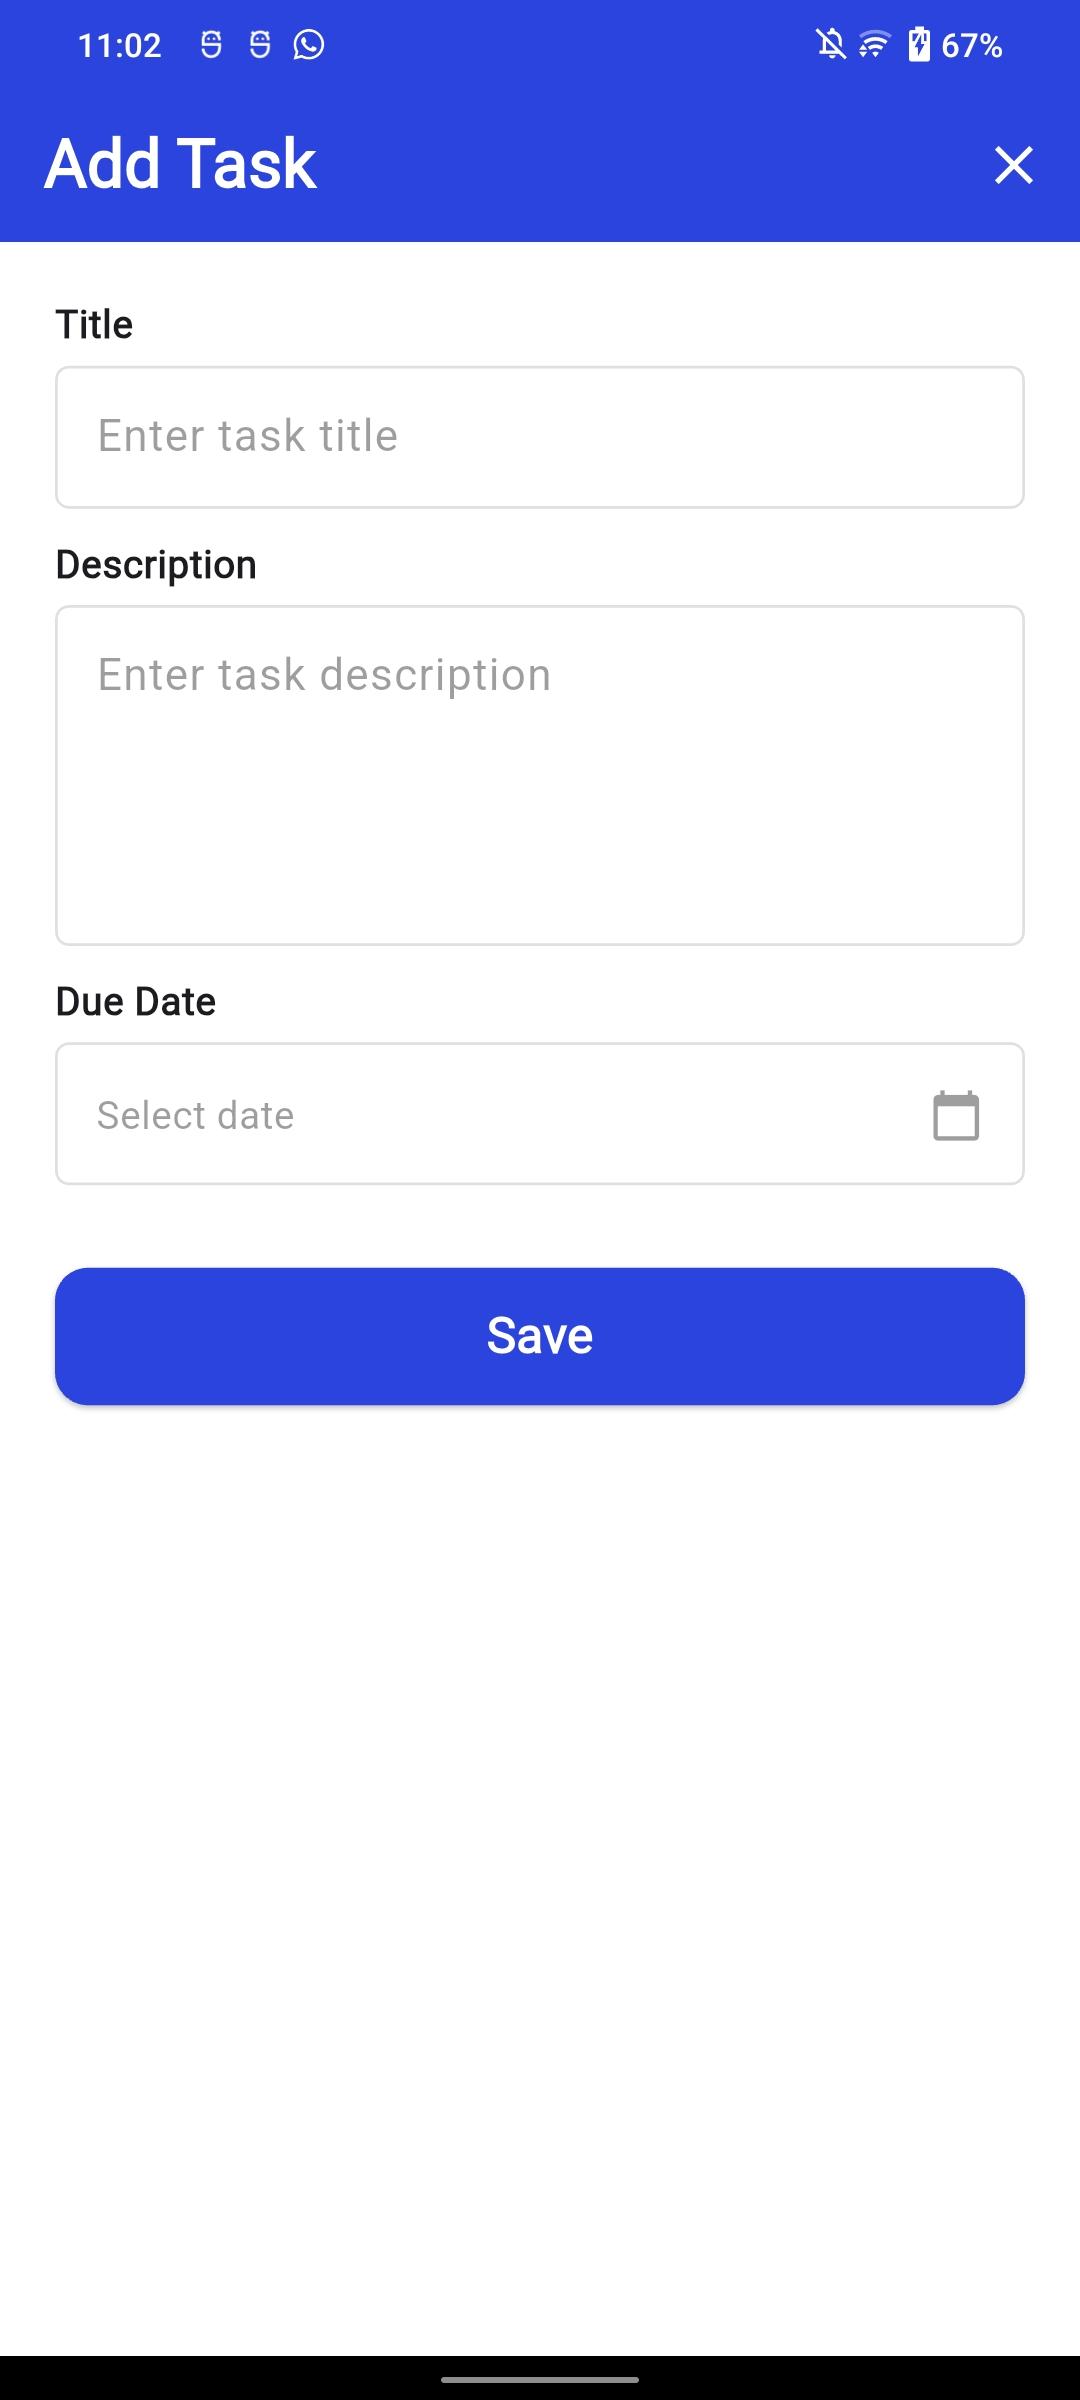 11:02 67%
Add Task
Title
Enter task title
Description
Enter task description
Due Date
Select date
Save